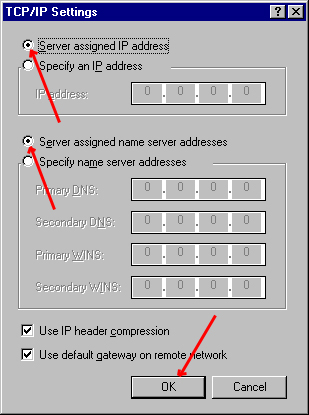 TCP/IP Settings
Server assigned IP address
Specify an IP address
IP address: 0 . 0 . 0 . 0
Server assigned name server addresses
Specify name server addresses
Primary DNS: 0 . 0 . 0 . 0
Secondary DNS: 0 . 0 . 0 . 0
Primary WINS: 0 . 0 . 0 . 0
Secondary WINS: 0 . 0 . 0 . 0
Use IP header compression
Use default gateway on remote network
OK Cancel